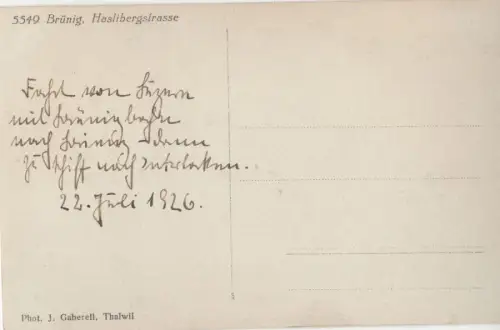 5549 Brünig, Haslibergstrasse
Fahrt von Luzern
mit Brünigbahn
nach Brienz - dann
zu Schiff nach Interlaken.
22. Juli 1926.
Phot. J. Gaberell, Thalwil